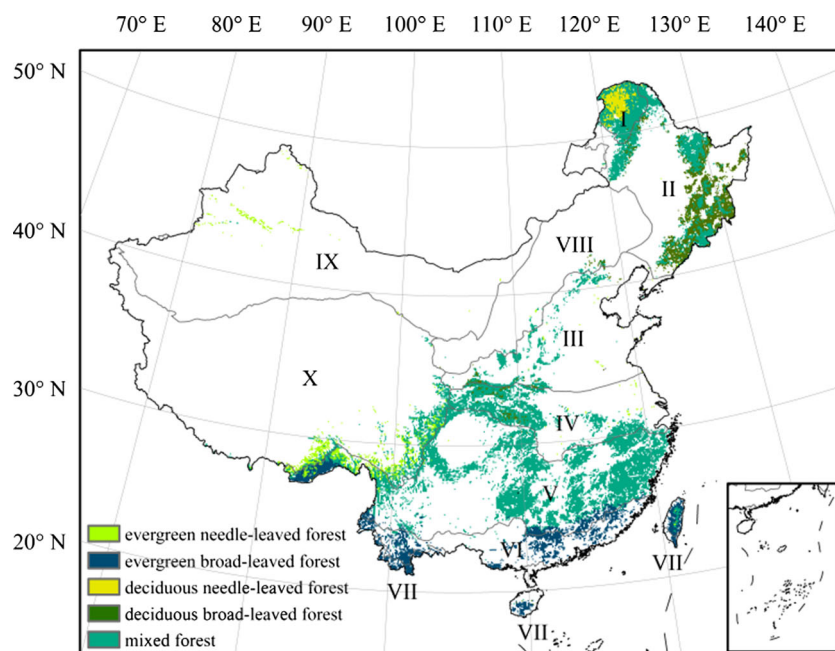 70° E 80° E 90° E 100° E 110° E 120° E 130° E 140° E
50° N
40° N
30° N
20° N
I
II
VIII
IX
III
X
IV
V
VI
VII
VII
VII
evergreen needle-leaved forest
evergreen broad-leaved forest
deciduous needle-leaved forest
deciduous broad-leaved forest
mixed forest